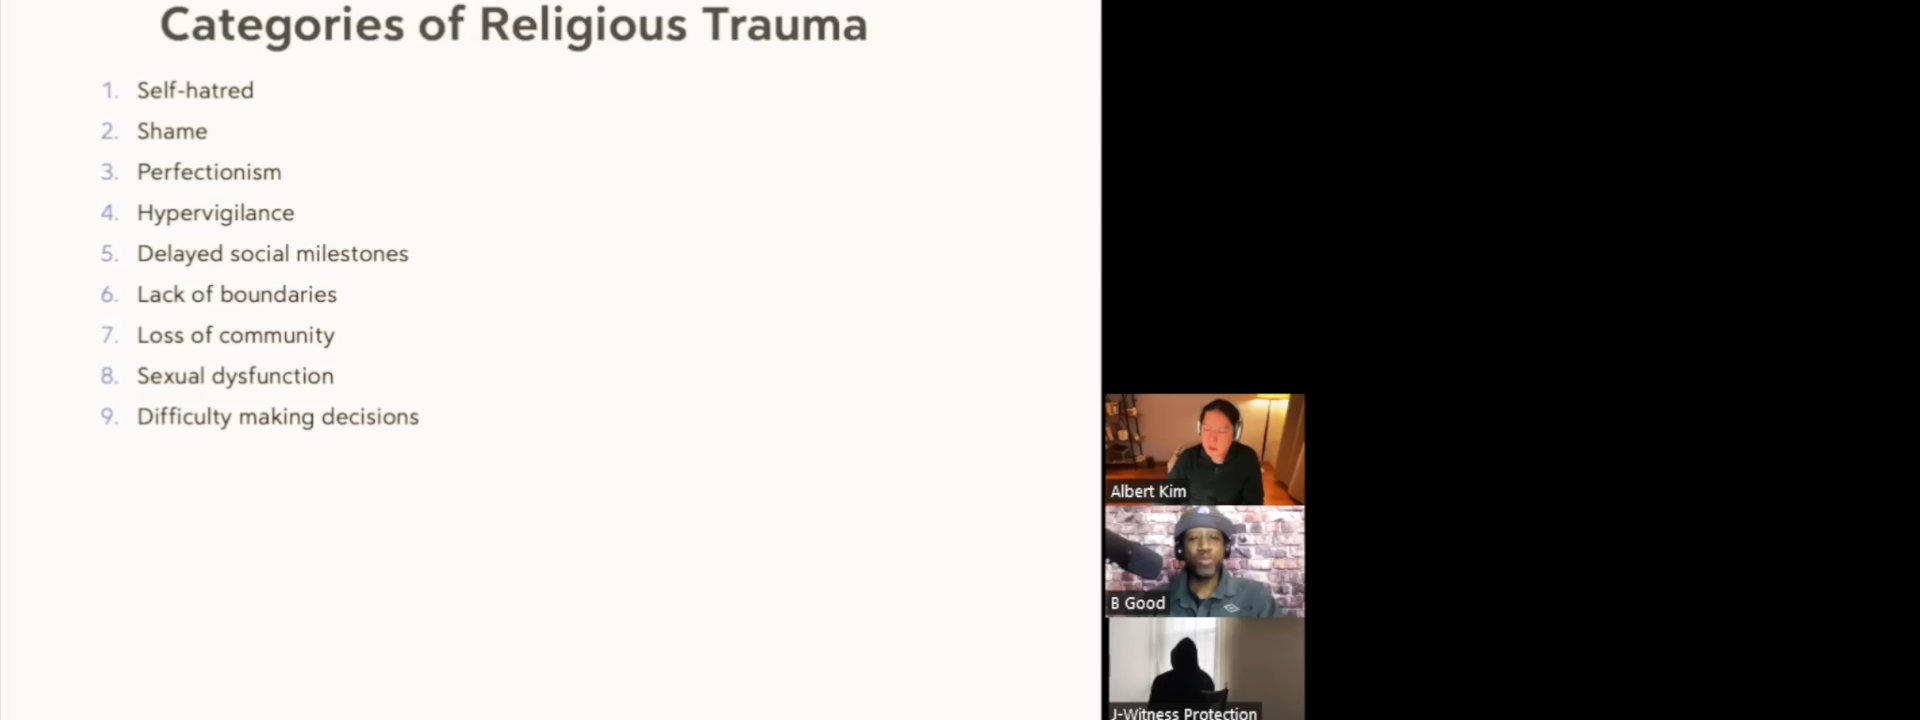 Categories of Religious Trauma
1. Self-hatred
2. Shame
3. Perfectionism
4. Hypervigilance
5. Delayed social milestones
6. Lack of boundaries
7. Loss of community
8. Sexual dysfunction
9. Difficulty making decisions
Albert Kim
B Good
J-Witness Protection